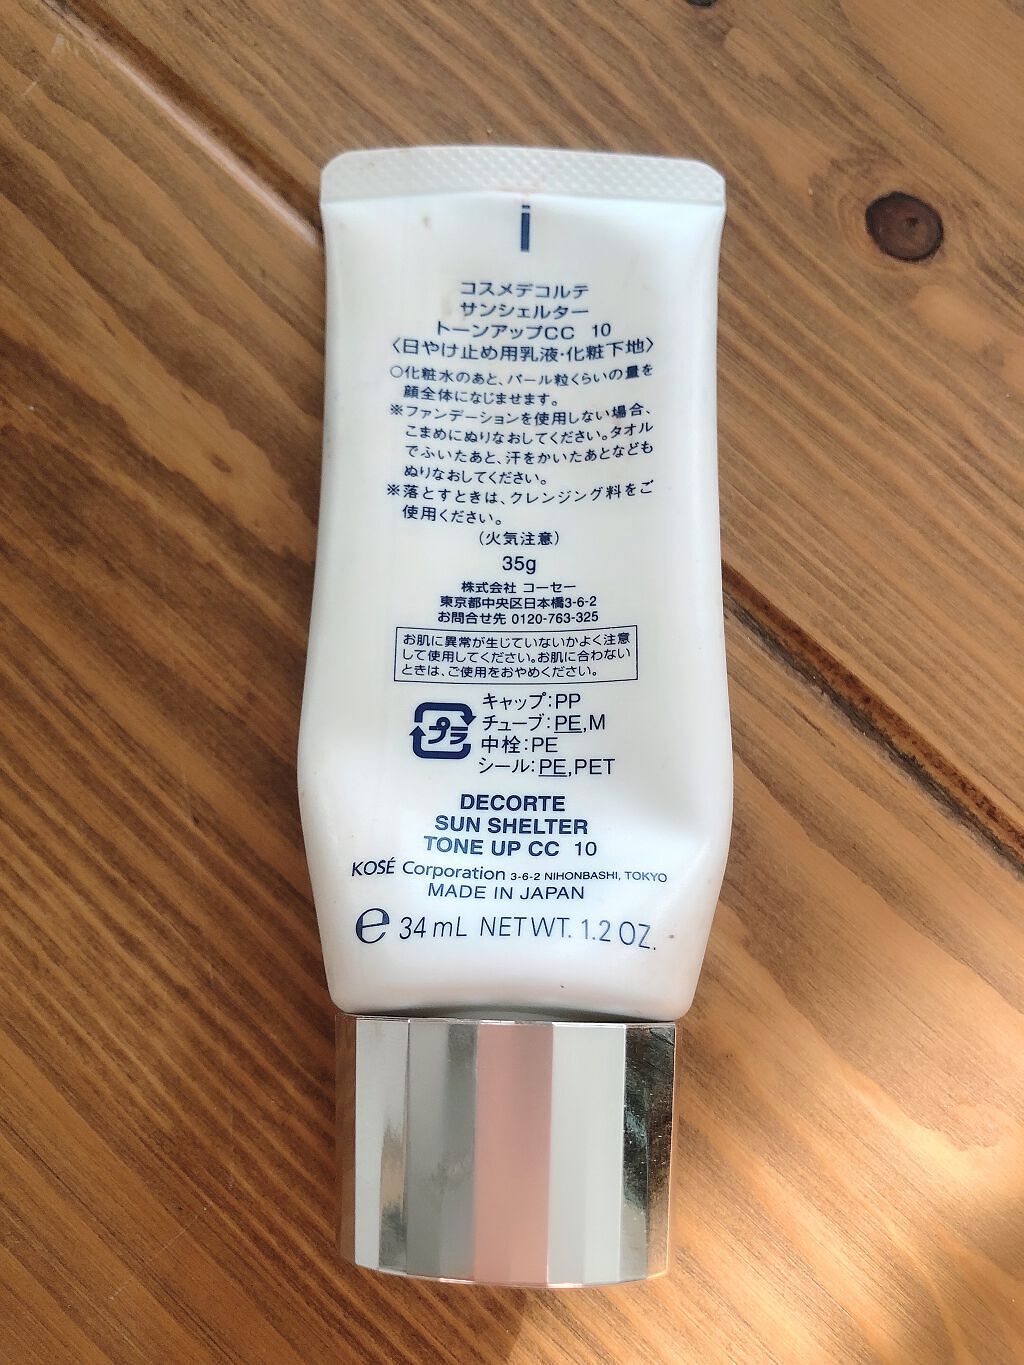 コスメデコルテ
サンシェルター
トーンアップCC 10
〈日やけ止め用乳液・化粧下地〉
○化粧水のあと、パール粒くらいの量を
顔全体になじませます。
※ファンデーションを使用しない場合、
こまめにぬりなおしてください。タオル
でふいたあと、汗をかいたあとなども
ぬりなおしてください。
※落とすときは、クレンジング料をご
使用ください。
（火気注意）
35g
株式会社 コーセー
東京都中央区日本橋3-6-2
お問合せ先 0120-763-325
お肌に異常が生じていないかよく注意
して使用してください。お肌に合わない
ときは、ご使用をおやめください。
プラ
キャップ：PP
チューブ：PE,M
中栓：PE
シール：PE,PET
DECORTE
SUN SHELTER
TONE UP CC 10
KOSÉ Corporation 3-6-2 NIHONBASHI, TOKYO
MADE IN JAPAN
e 34 mL NET WT. 1.2 OZ.